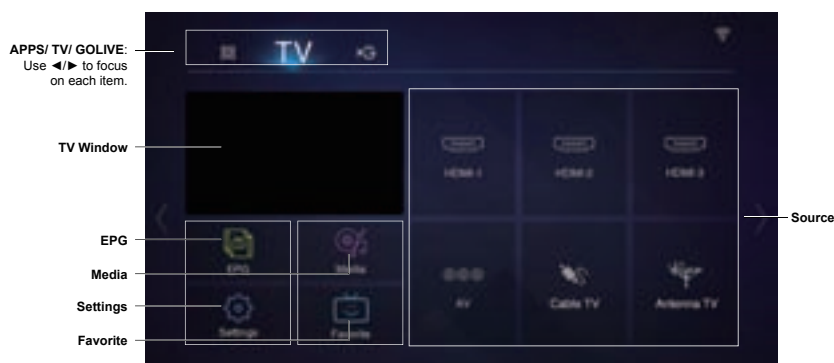 APPS/ TV/ GOLIVE:
Use ◄/► to focus
on each item.
TV
TV Window
HDMI 1
HDMI 2
HDMI 3
Source
EPG
EPG
Media
Media
AV
Cable TV
Antenna TV
Settings
Settings
Favorite
Favorite